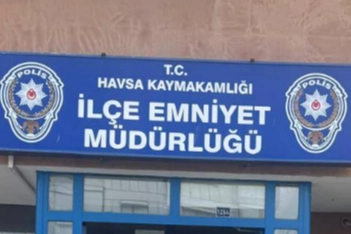 T.C.
HAVSA KAYMAKAMLIĞI
İLÇE EMNİYET
MÜDÜRLÜĞÜ
POLİS
POLİS